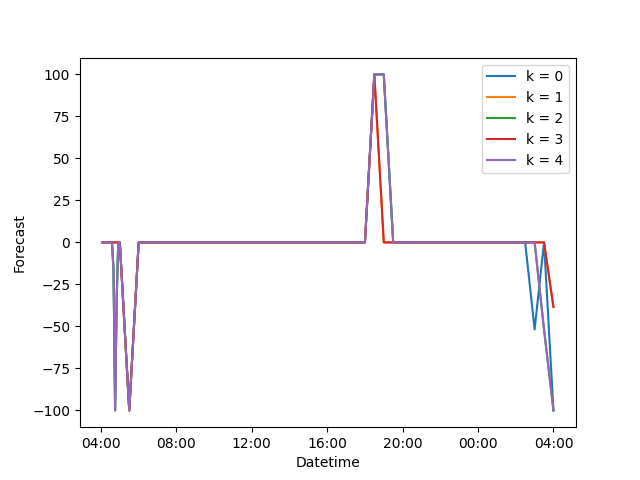 100
75
50
25
0
−25
−50
−75
−100
Forecast
04:00 08:00 12:00 16:00 20:00 00:00 04:00
Datetime
k = 0
k = 1
k = 2
k = 3
k = 4